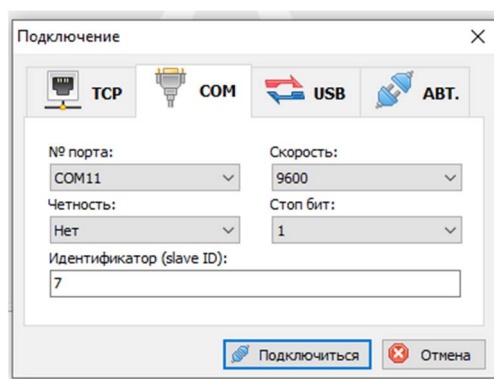 Подключение
TCP COM USB АВТ.
№ порта: Скорость:
COM11 9600
Четность: Стоп бит:
Нет 1
Идентификатор (slave ID):
7
Подключиться Отмена